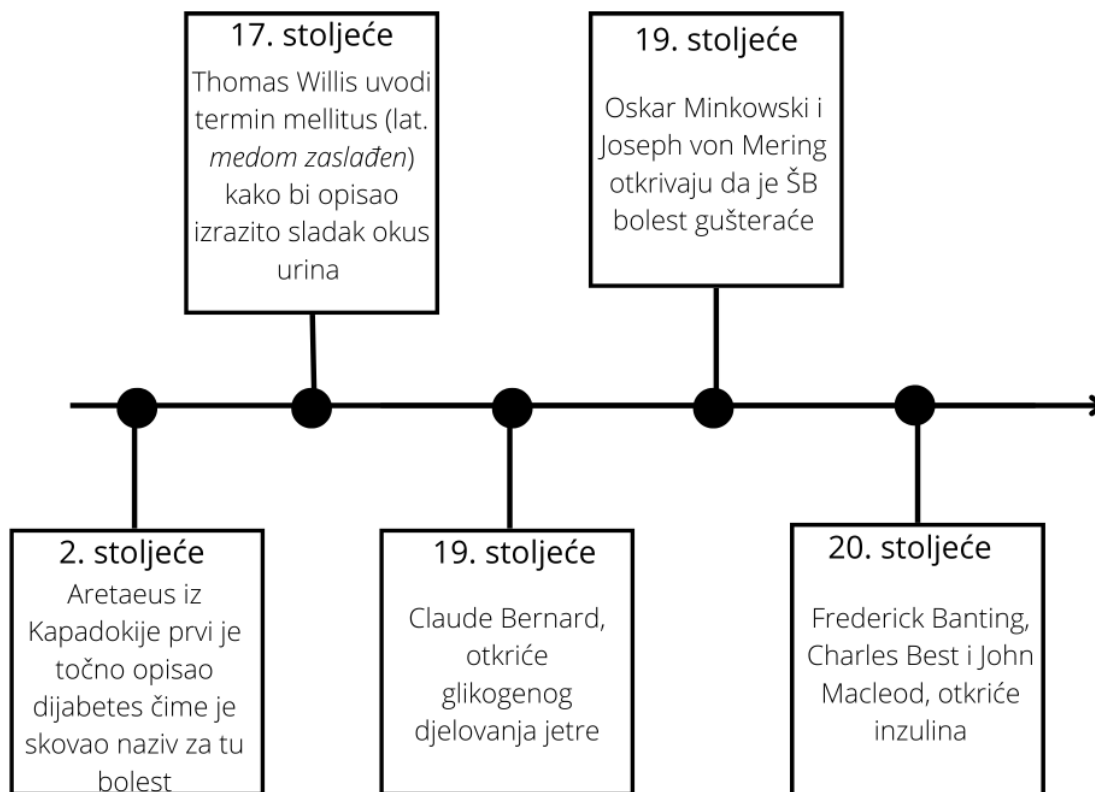 17. stoljeće
Thomas Willis uvodi
termin mellitus (lat.
medom zaslađen)
kako bi opisao
izrazito sladak okus
urina
19. stoljeće
Oskar Minkowski i
Joseph von Mering
otkrivaju da je ŠB
bolest gušteraće
2. stoljeće
Aretaeus iz
Kapadokije prvi je
točno opisao
dijabetes čime je
skovao naziv za tu
bolest
19. stoljeće
Claude Bernard,
otkriće
glikogenog
djelovanja jetre
20. stoljeće
Frederick Banting,
Charles Best i John
Macleod, otkriće
inzulina